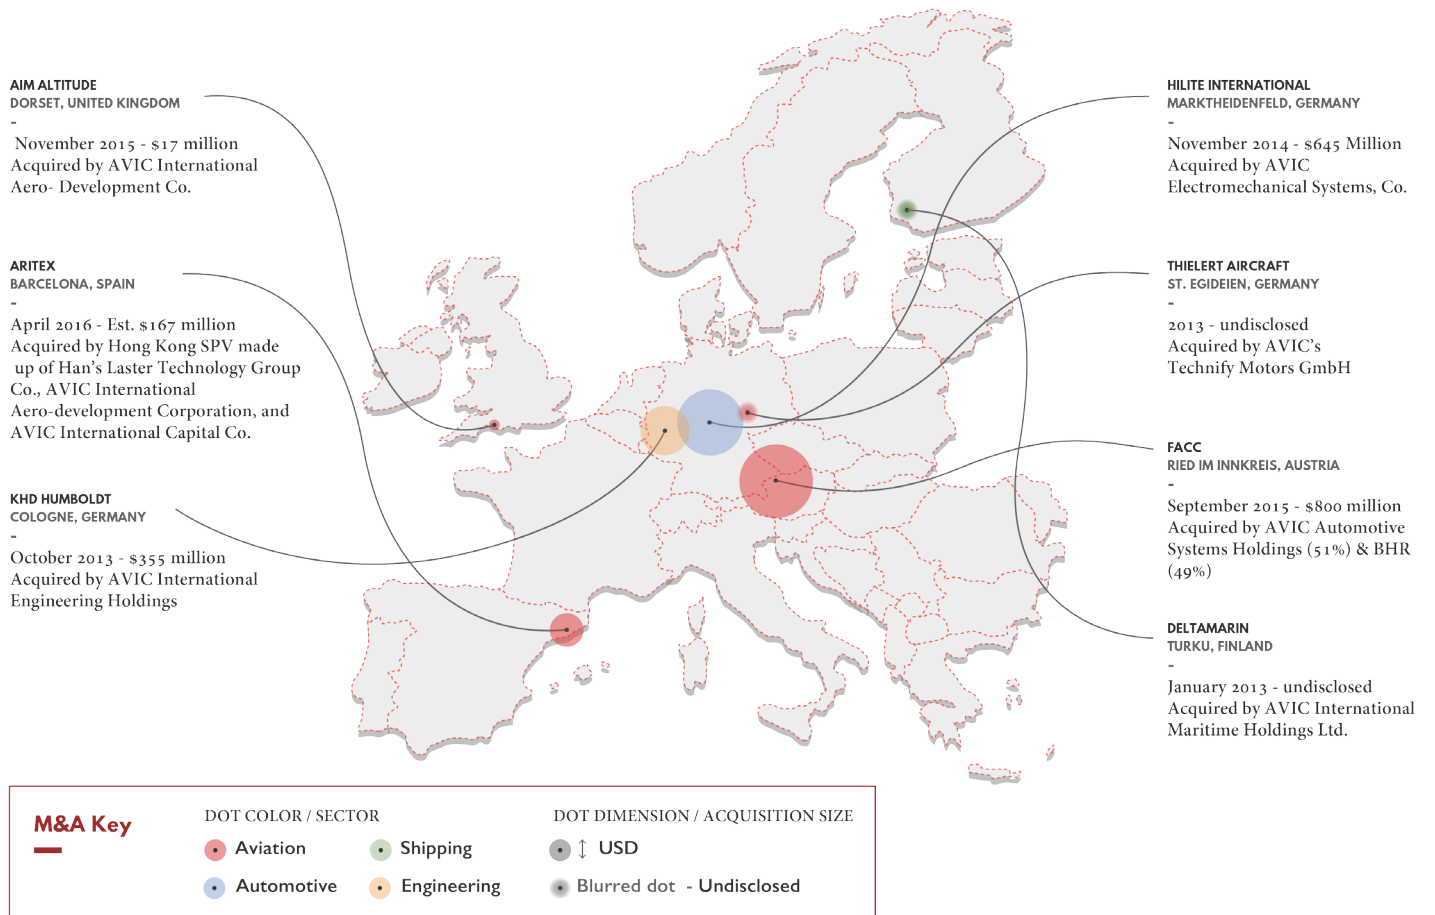 AIM ALTITUDE
DORSET, UNITED KINGDOM
-
November 2015 - $17 million
Acquired by AVIC International
Aero- Development Co.
ARITEX
BARCELONA, SPAIN
-
April 2016 - Est. $167 million
Acquired by Hong Kong SPV made
up of Han's Laster Technology Group
Co., AVIC International
Aero-development Corporation, and
AVIC International Capital Co.
KHD HUMBOLDT
COLOGNE, GERMANY
-
October 2013 - $355 million
Acquired by AVIC International
Engineering Holdings
HILITE INTERNATIONAL
MARKTHEIDENFELD, GERMANY
-
November 2014 - $645 Million
Acquired by AVIC
Electromechanical Systems, Co.
THIELERT AIRCRAFT
ST. EGIDEIEN, GERMANY
-
2013 - undisclosed
Acquired by AVIC's
Technify Motors GmbH
FACC
RIED IM INNKREIS, AUSTRIA
-
September 2015 - $800 million
Acquired by AVIC Automotive
Systems Holdings (51%) & BHR
(49%)
DELTAMARIN
TURKU, FINLAND
-
January 2013 - undisclosed
Acquired by AVIC International
Maritime Holdings Ltd.
M&A Key
DOT COLOR / SECTOR
Aviation
Shipping
Automotive
Engineering
DOT DIMENSION / ACQUISITION SIZE
USD
Blurred dot - Undisclosed